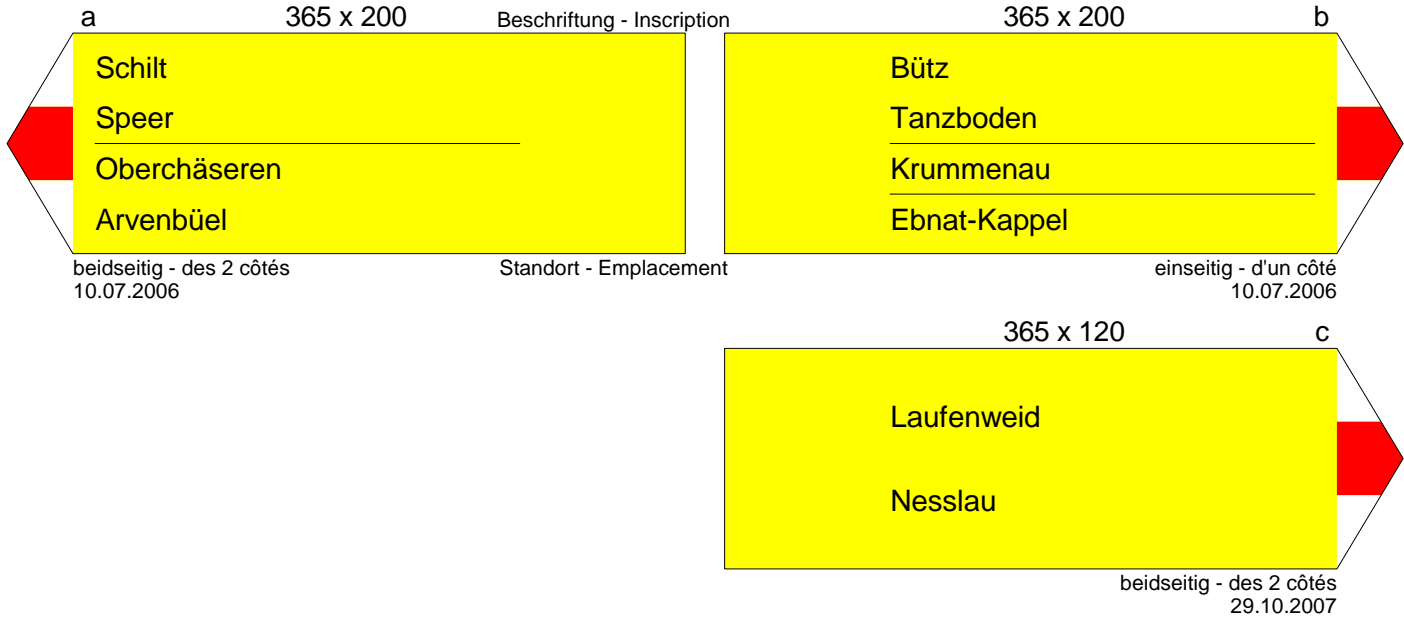 a 365 x 200 Beschriftung - Inscription 365 x 200 b
Schilt
Speer
Oberchäseren
Arvenbüel
Bütz
Tanzboden
Krummenau
Ebnat-Kappel
beidseitig - des 2 côtés
10.07.2006
Standort - Emplacement
einseitig - d'un côté
10.07.2006
365 x 120 c
Laufenweid
Nesslau
beidseitig - des 2 côtés
29.10.2007